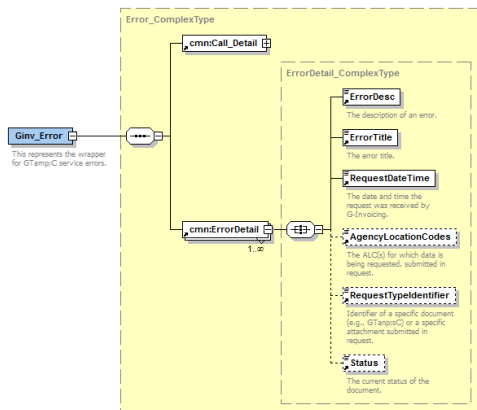 Error_ComplexType
cmn:Call_Detail
ErrorDetail_ComplexType
ErrorDesc
The description of an error.
Ginv_Error
This represents the wrapper
for GTamp;C service errors.
ErrorTitle
The error title.
RequestDateTime
The date and time the
request was received by
G-Invoicing.
cmn:ErrorDetail
1..∞
AgencyLocationCodes
The ALC(s) for which data is
being requested, submitted in
request.
RequestTypeIdentifier
Identifier of a specific document
(e.g., GTanp;sC) or a specific
attachment submitted in
request.
Status
The current status of the
document.